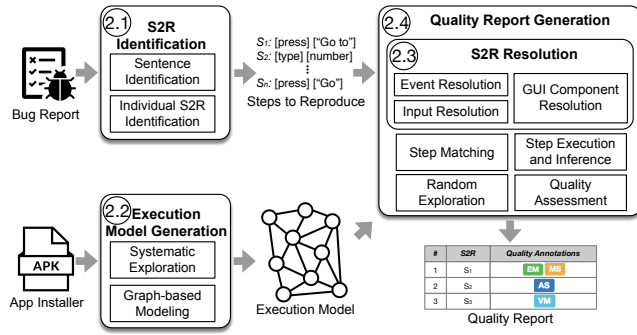 2.1
S2R
Identification
Sentence
Identification
Individual S2R
Identification
Bug Report
S1: [press] ["Go to"]
S2: [type] [number]
⋮
Sn: [press] ["Go"]
Steps to Reproduce
2.4
Quality Report Generation
2.3
S2R Resolution
Event Resolution
Input Resolution
GUI Component
Resolution
Step Matching
Step Execution
and Inference
Random
Exploration
Quality
Assessment
2.2
Execution
Model Generation
Systematic
Exploration
Graph-based
Modeling
APK
App Installer
Execution Model
# S2R Quality Annotations
1 S1 EM MS
2 S2 AS
3 S3 VM
Quality Report